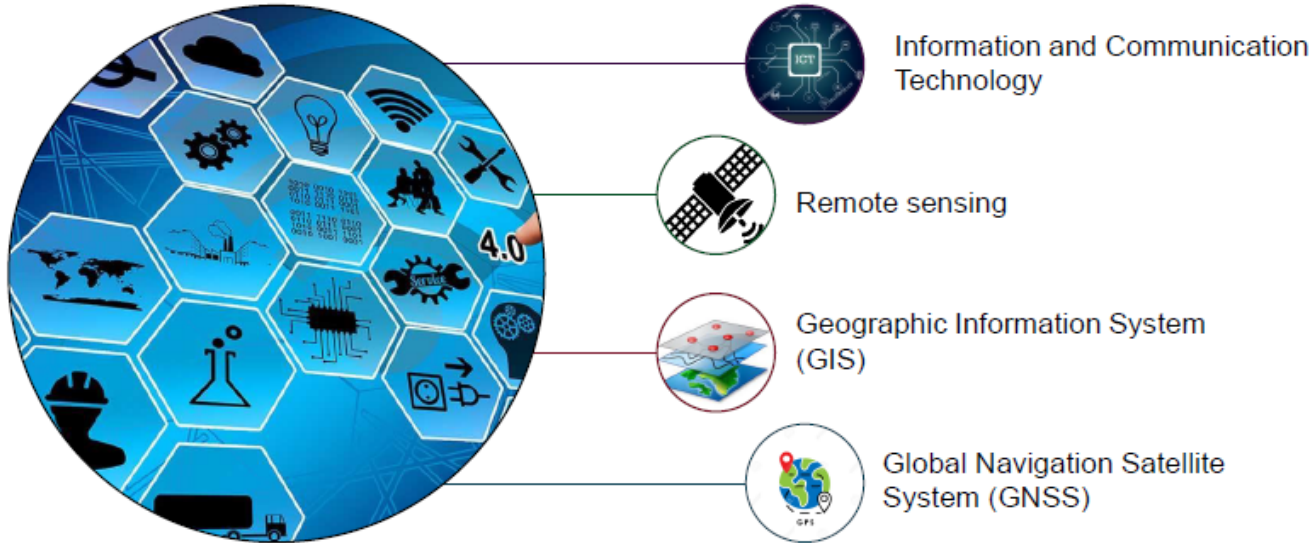 Information and Communication
Technology
ICT
Remote sensing
4.0
Service
Geographic Information System
(GIS)
Global Navigation Satellite
System (GNSS)
GPS